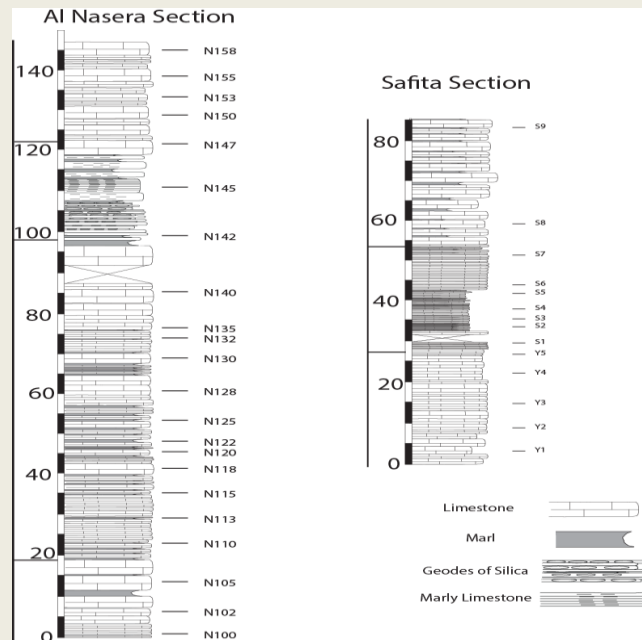 Al Nasera Section
140
120
100
80
60
40
20
0
N158
N155
N153
N150
N147
N145
N142
N140
N135
N132
N130
N128
N125
N122
N120
N118
N115
N113
N110
N105
N102
N100
Safita Section
80
60
40
20
0
S9
S8
S7
S6
S5
S4
S3
S2
S1
Y5
Y4
Y3
Y2
Y1
Limestone
Marl
Geodes of Silica
Marly Limestone